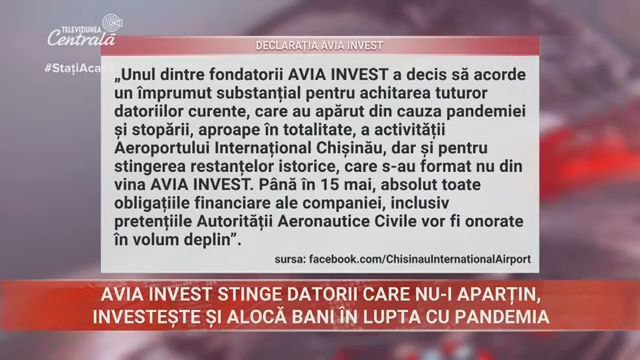 TELEVIZIUNEA
Centrală
#StațiAcasă
DECLARAȚIA AVIA INVEST
„Unul dintre fondatorii AVIA INVEST a decis să acorde
un împrumut substanțial pentru achitarea tuturor
datoriilor curente, care au apărut din cauza pandemiei
și stopării, aproape în totalitate, a activității
Aeroportului Internațional Chișinău, dar și pentru
stingerea restanțelor istorice, care s-au format nu din
vina AVIA INVEST. Până în 15 mai, absolut toate
obligațiile financiare ale companiei, inclusiv
pretențiile Autorității Aeronautice Civile vor fi onorate
în volum deplin”.
sursa: facebook.com/ChisinauInternationalAirport
AVIA INVEST STINGE DATORII CARE NU-I APARȚIN,
INVESTEȘTE ȘI ALOCĂ BANI ÎN LUPTA CU PANDEMIA